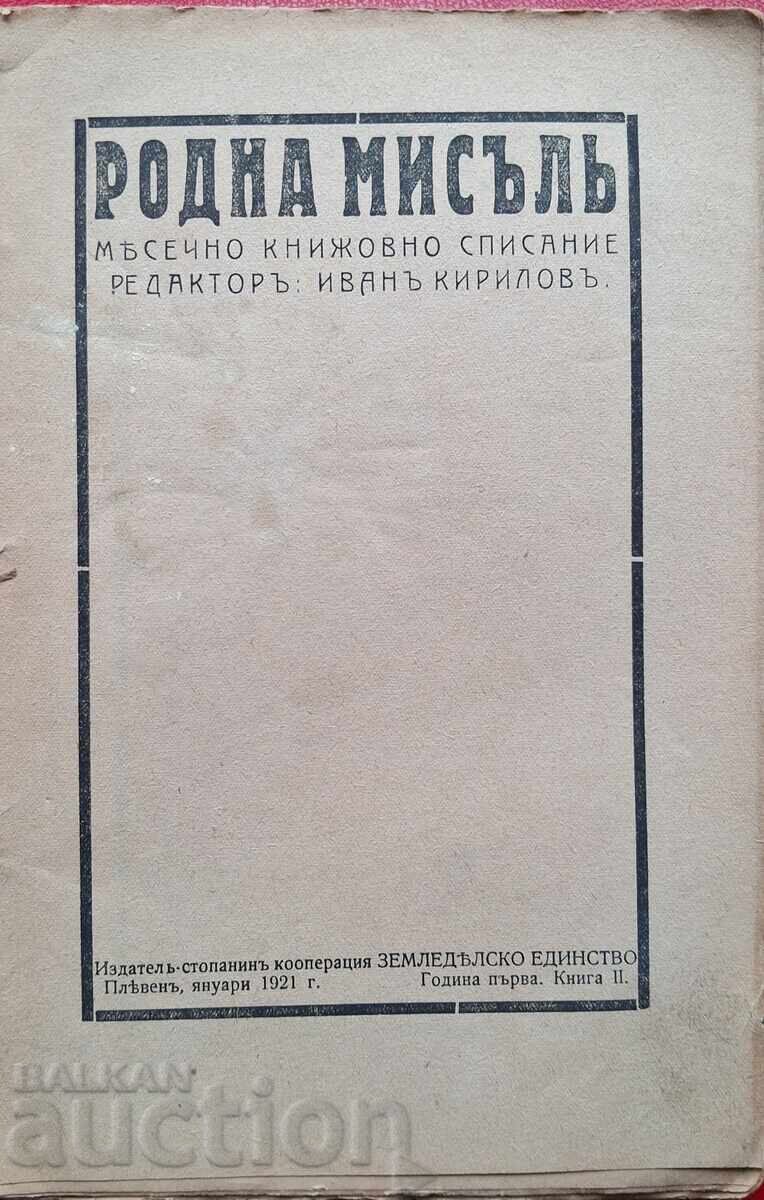 РОДНА МИСЪЛЬ
МѢСЕЧНО КНИЖОВНО СПИСАНИЕ
РЕДАКТОРЪ: ИВАНЪ КИРИЛОВЪ.
Издатель-стопанинъ кооперация ЗЕМЛЕДѢЛСКО ЕДИНСТВО
Плѣвенъ, януари 1921 г. Година първа. Книга II.
BALKAN
auction